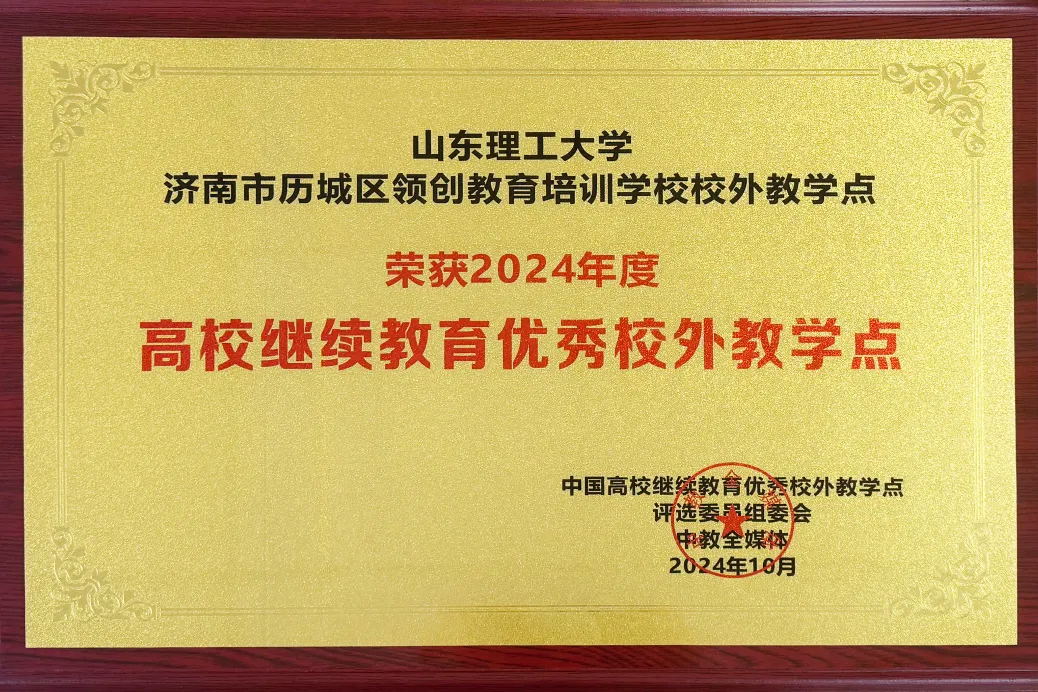 山东理工大学
济南市历城区领创教育培训学校校外教学点
荣获2024年度
高校继续教育优秀校外教学点
中国高校继续教育优秀校外教学点
评选委员组委会
中教全媒体
2024年10月